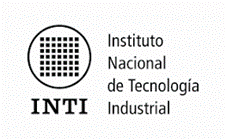 INTI
Instituto
Nacional
de Tecnología
Industrial